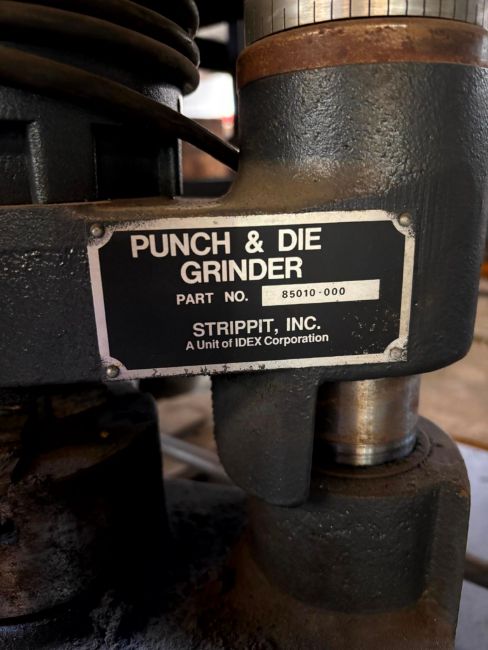 PUNCH & DIE
GRINDER
PART NO. 85010-000
STRIPPIT, INC.
A Unit of IDEX Corporation